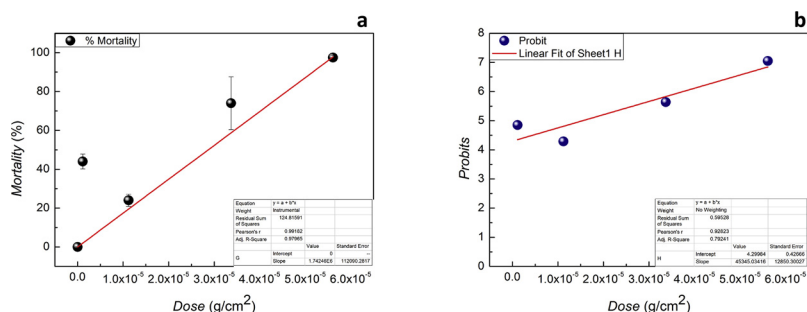 a
% Mortality
100
80
60
40
20
0
Mortality (%)
Equation y = a + b*x
Weight Instrumental
Residual Sum of Squares 124.81591
Pearson's r 0.99152
Adj. R-Square 0.97965
Value Standard Error
G Intercept 0 --
Slope 1.74246E6 112090.2817
0.0 1.0x10⁻⁵ 2.0x10⁻⁵ 3.0x10⁻⁵ 4.0x10⁻⁵ 5.0x10⁻⁵ 6.0x10⁻⁵
Dose (g/cm²)
b
Probit
Linear Fit of Sheet1 H
8
7
6
5
4
3
2
1
0
Probits
Equation y = a + b*x
Weight No Weighting
Residual Sum of Squares 0.59528
Pearson's r 0.92823
Adj. R-Square 0.79241
Value Standard Error
H Intercept 4.29964 0.42066
Slope 45345.03416 12850.30027
0.0 1.0x10⁻⁵ 2.0x10⁻⁵ 3.0x10⁻⁵ 4.0x10⁻⁵ 5.0x10⁻⁵ 6.0x10⁻⁵
Dose (g/cm²)